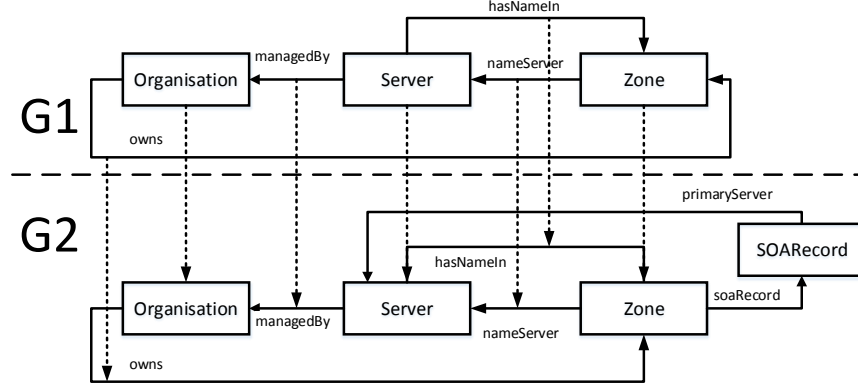 hasNameIn
managedBy
nameServer
Organisation
Server
Zone
G1
owns
primaryServer
G2
SOARecord
hasNameIn
Organisation
Server
Zone
soaRecord
managedBy
nameServer
owns